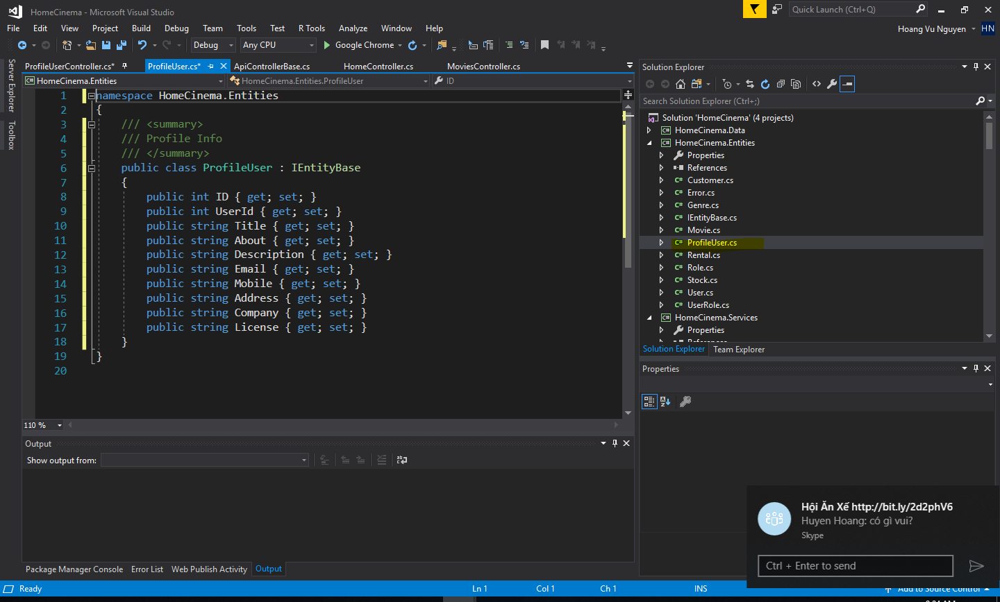 HomeCinema - Microsoft Visual Studio
Quick Launch (Ctrl+Q)
File Edit View Project Build Debug Team Tools Test R Tools Analyze Window Help
Hoang Vu Nguyen HN
Debug Any CPU Google Chrome
Server Explorer
Toolbox
ProfileUserController.cs* ProfileUser.cs* ApiControllerBase.cs HomeController.cs MoviesController.cs
HomeCinema.Entities HomeCinema.Entities.ProfileUser ID
1 namespace HomeCinema.Entities
2 {
3 /// <summary>
4 /// Profile Info
5 /// </summary>
6 public class ProfileUser : IEntityBase
7 {
8 public int ID { get; set; }
9 public int UserId { get; set; }
10 public string Title { get; set; }
11 public string About { get; set; }
12 public string Description { get; set; }
13 public string Email { get; set; }
14 public string Mobile { get; set; }
15 public string Address { get; set; }
16 public string Company { get; set; }
17 public string License { get; set; }
18 }
19 }
20
110 %
Output
Show output from:
Package Manager Console Error List Web Publish Activity Output
Solution Explorer
Search Solution Explorer (Ctrl+;)
Solution 'HomeCinema' (4 projects)
C# HomeCinema.Data
C# HomeCinema.Entities
Properties
References
C# Customer.cs
C# Error.cs
C# Genre.cs
C# IEntityBase.cs
C# Movie.cs
C# ProfileUser.cs
C# Rental.cs
C# Role.cs
C# Stock.cs
C# User.cs
C# UserRole.cs
C# HomeCinema.Services
Properties
Solution Explorer Team Explorer
Properties
Hội Ăn Xế http://bit.ly/2d2phV6
Huyen Hoang: có gì vui?
Skype
Ctrl + Enter to send
Ready Ln 1 Col 1 Ch 1 INS Add to Source Control